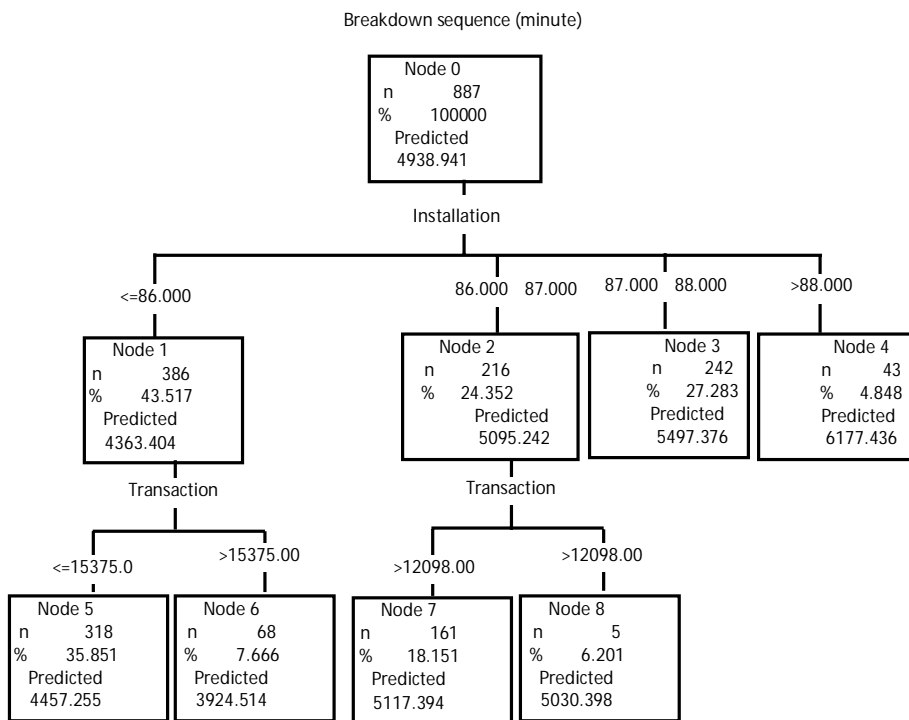 Breakdown sequence (minute)
Node 0
n 887
% 100000
Predicted
4938.941
Installation
<=86.000
86.000 87.000
87.000 88.000
>88.000
Node 1
n 386
% 43.517
Predicted
4363.404
Node 2
n 216
% 24.352
Predicted
5095.242
Node 3
n 242
% 27.283
Predicted
5497.376
Node 4
n 43
% 4.848
Predicted
6177.436
Transaction
Transaction
<=15375.0
>15375.00
>12098.00
>12098.00
Node 5
n 318
% 35.851
Predicted
4457.255
Node 6
n 68
% 7.666
Predicted
3924.514
Node 7
n 161
% 18.151
Predicted
5117.394
Node 8
n 5
% 6.201
Predicted
5030.398